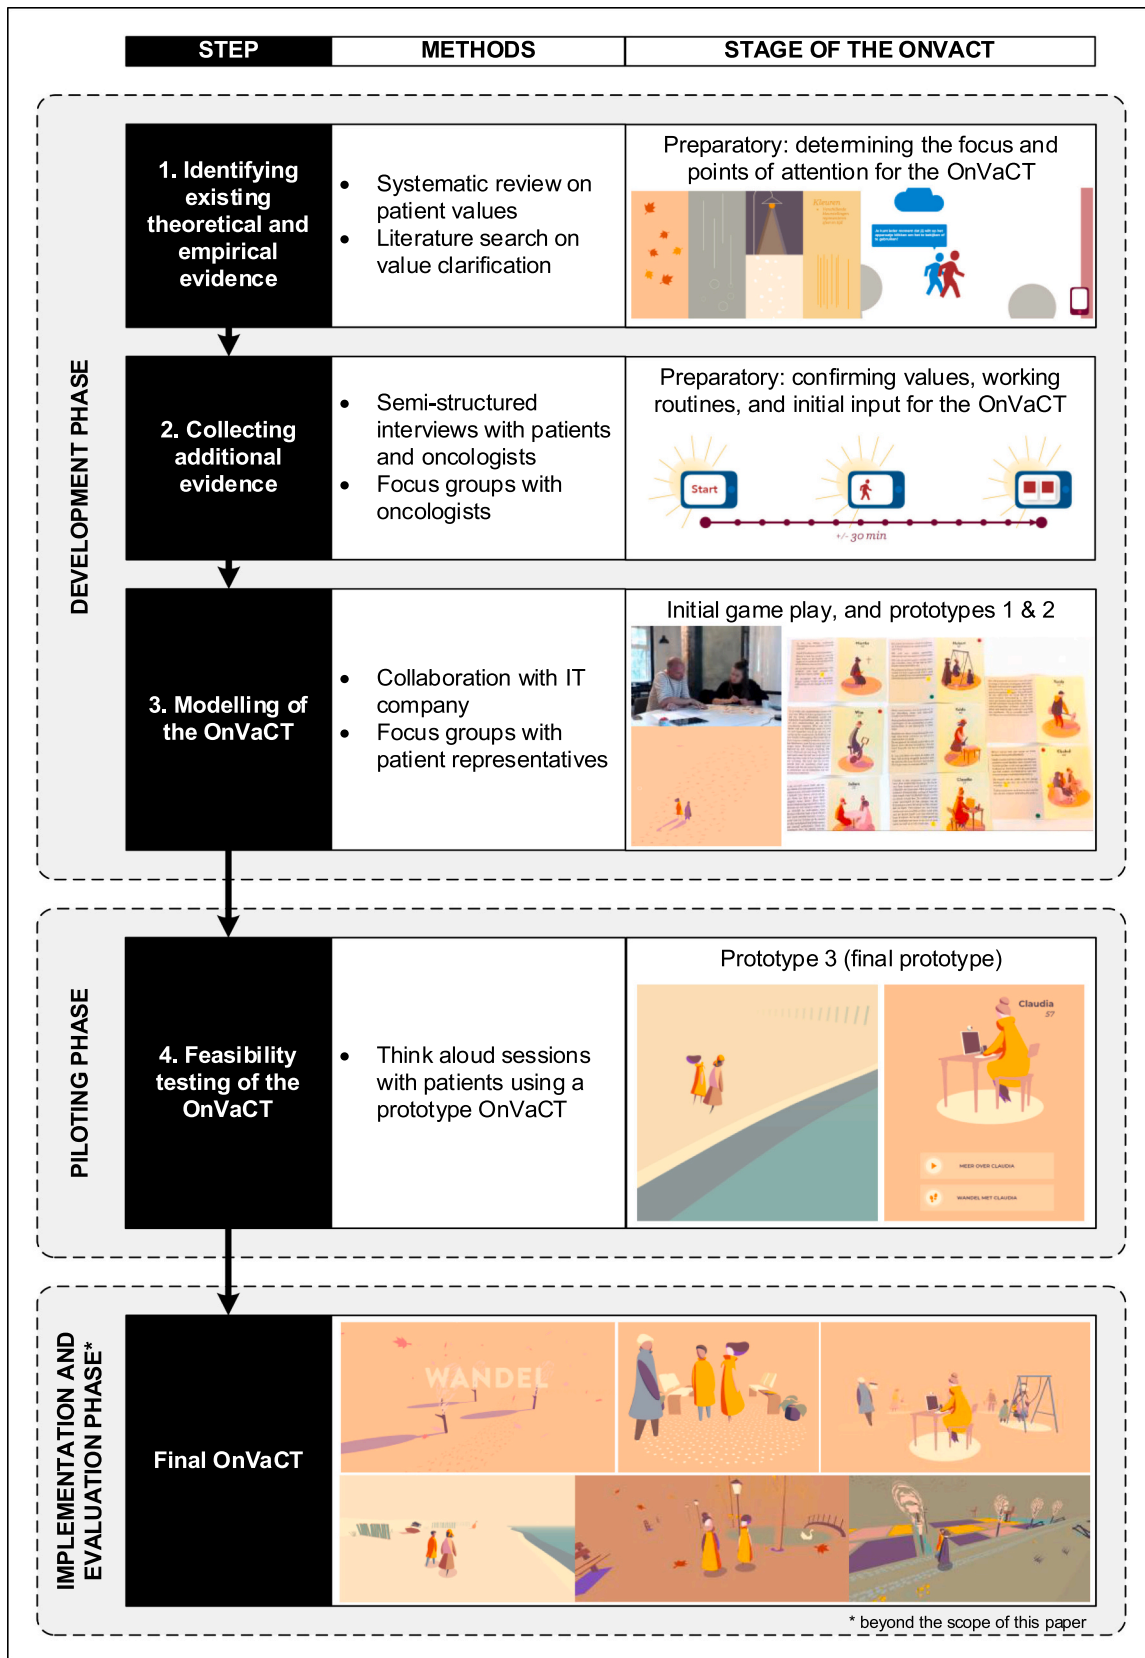 STEP
METHODS
STAGE OF THE ONVACT
DEVELOPMENT PHASE
1. Identifying
existing
theoretical and
empirical
evidence
• Systematic review on
patient values
• Literature search on
value clarification
Preparatory: determining the focus and
points of attention for the OnVaCT
Kleuren
2. Collecting
additional
evidence
• Semi-structured
interviews with patients
and oncologists
• Focus groups with
oncologists
Preparatory: confirming values, working
routines, and initial input for the OnVaCT
Start
+/- 30 min
3. Modelling of
the OnVaCT
• Collaboration with IT
company
• Focus groups with
patient representatives
Initial game play, and prototypes 1 & 2
Claudia
PILOTING PHASE
4. Feasibility
testing of the
OnVaCT
• Think aloud sessions
with patients using a
prototype OnVaCT
Prototype 3 (final prototype)
Claudia
57
MEER OVER CLAUDIA
WANDEL MET CLAUDIA
IMPLEMENTATION AND
EVALUATION PHASE*
Final OnVaCT
WANDEL
* beyond the scope of this paper